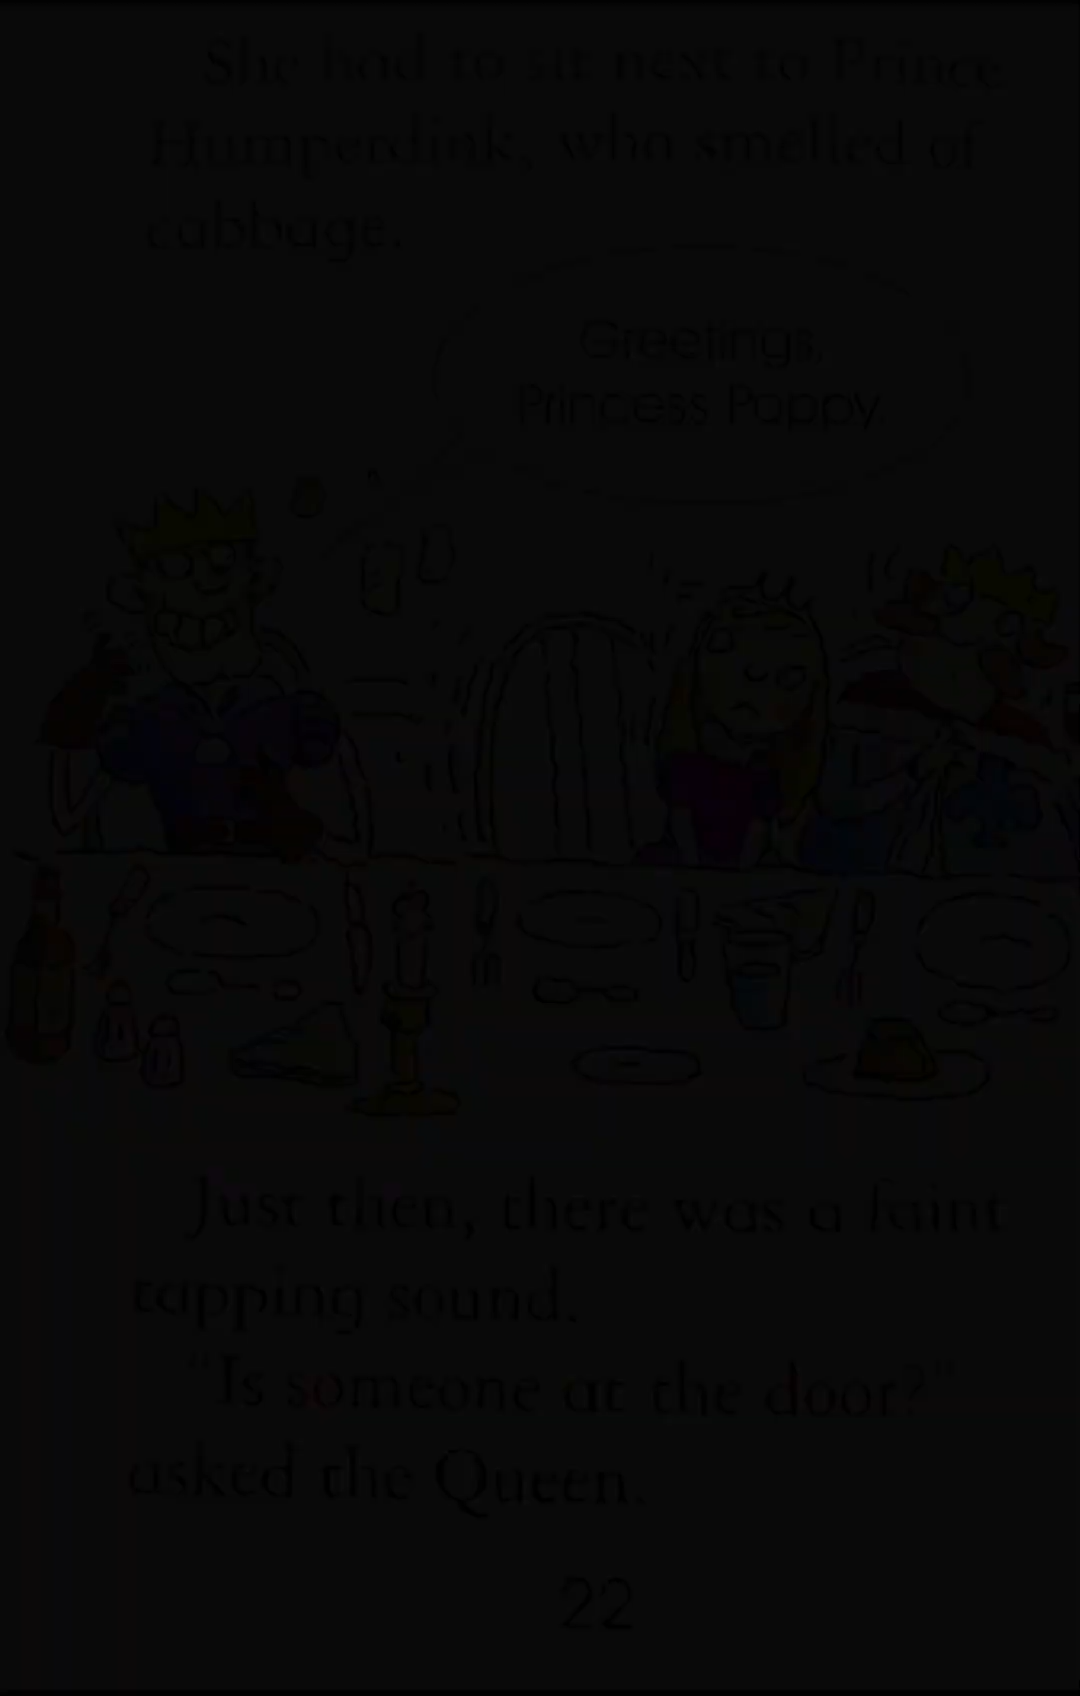 She had to sit next to Prince
Humperdink, who smelled of
cabbage.
Greetings,
Princess Pappy.
Just then, there was a faint
tapping sound.
"Is someone at the door?"
asked the Queen.
22